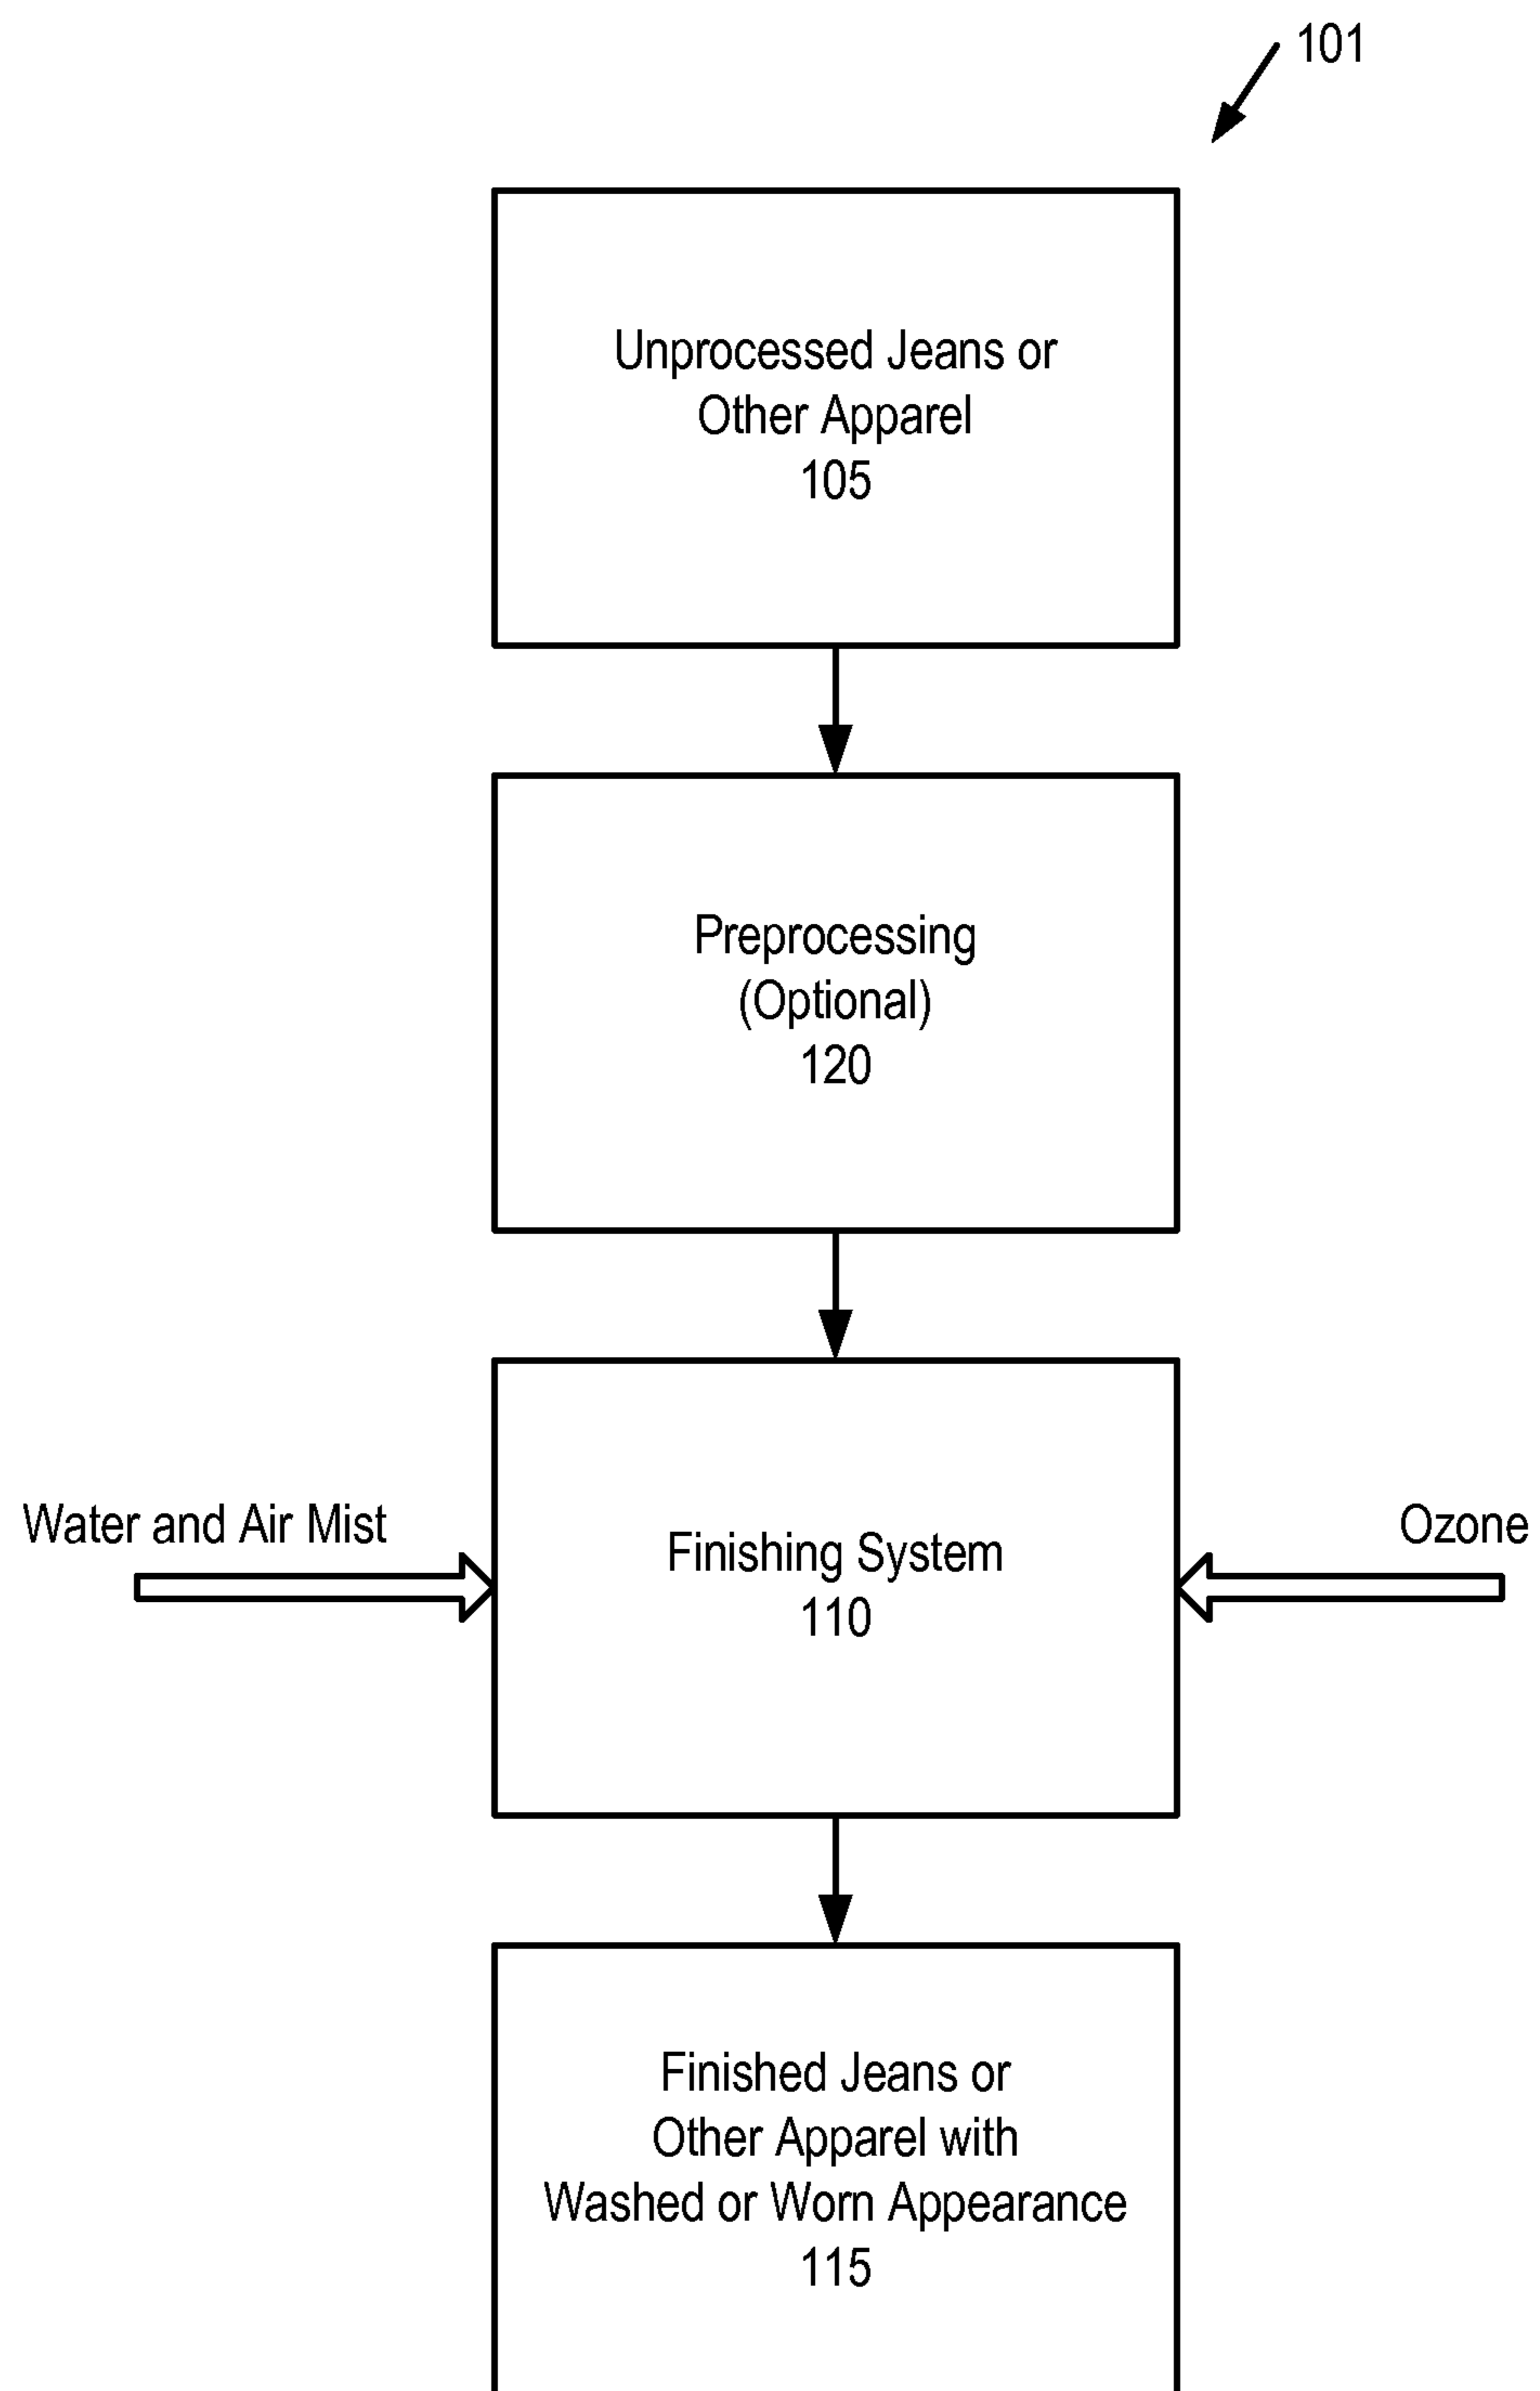 101
Unprocessed Jeans or
Other Apparel
105
Preprocessing
(Optional)
120
Water and Air Mist
Ozone
Finishing System
110
Finished Jeans or
Other Apparel with
Washed or Worn Appearance
115